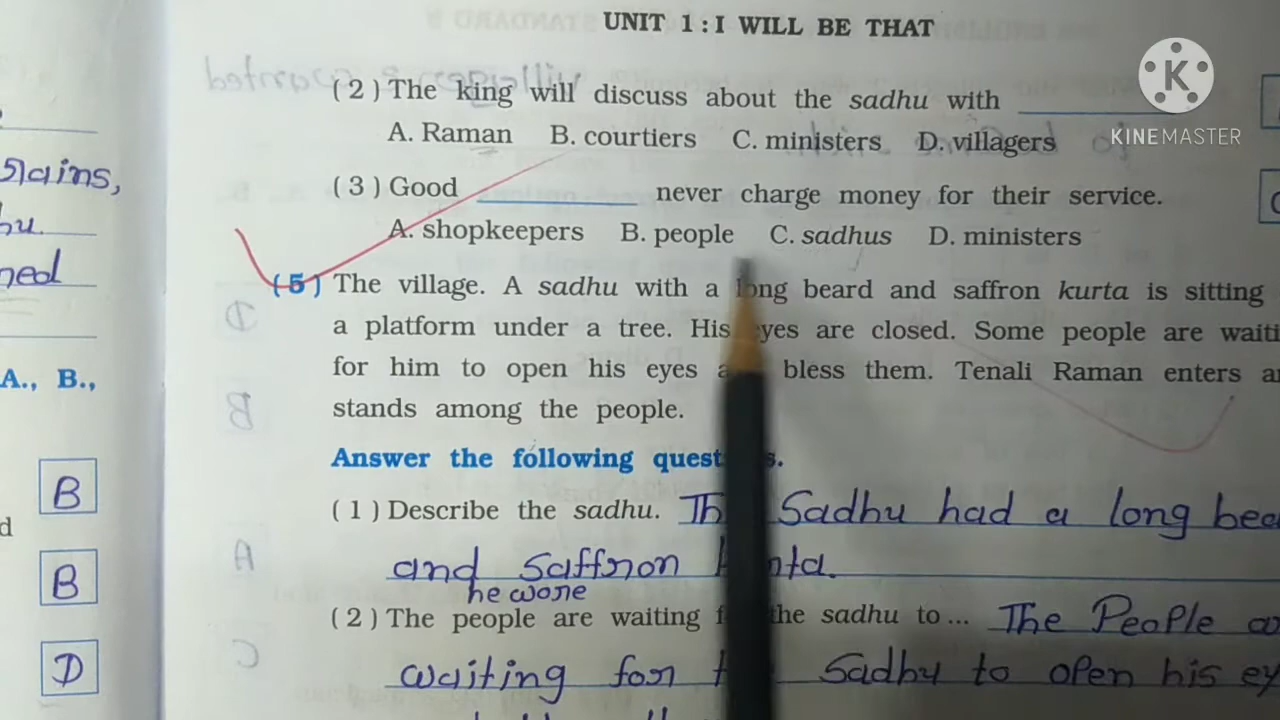 UNIT 1 : I WILL BE THAT
K
KINEMASTER
( 2 ) The king will discuss about the sadhu with
A. Raman B. courtiers C. ministers D. villagers
( 3 ) Good never charge money for their service.
A. shopkeepers B. people C. sadhus D. ministers
( 5 ) The village. A sadhu with a long beard and saffron kurta is sitting
a platform under a tree. His eyes are closed. Some people are
for him to open his eyes bless them. Tenali Raman enters
stands among the people.
Answer the following
( 1 ) Describe the sadhu. Sadhu had a long
and saffron
he wore
( 2 ) The people are waiting the sadhu to ... The People
waiting for Sadhu to open his
A., B.,
B
B
D